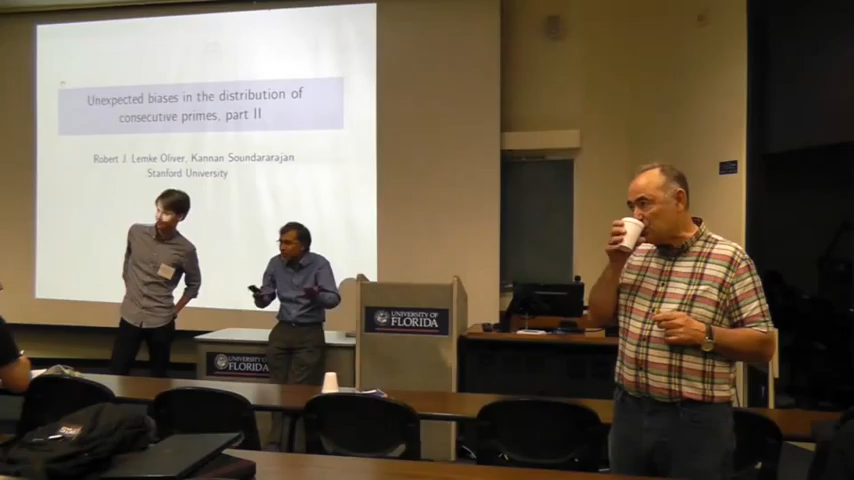 Unexpected biases in the distribution of
consecutive primes, part II
Robert J. Lemke Oliver, Kannan Soundararajan
Stanford University
UNIVERSITY OF
FLORIDA
UNIVERSITY OF
FLORIDA